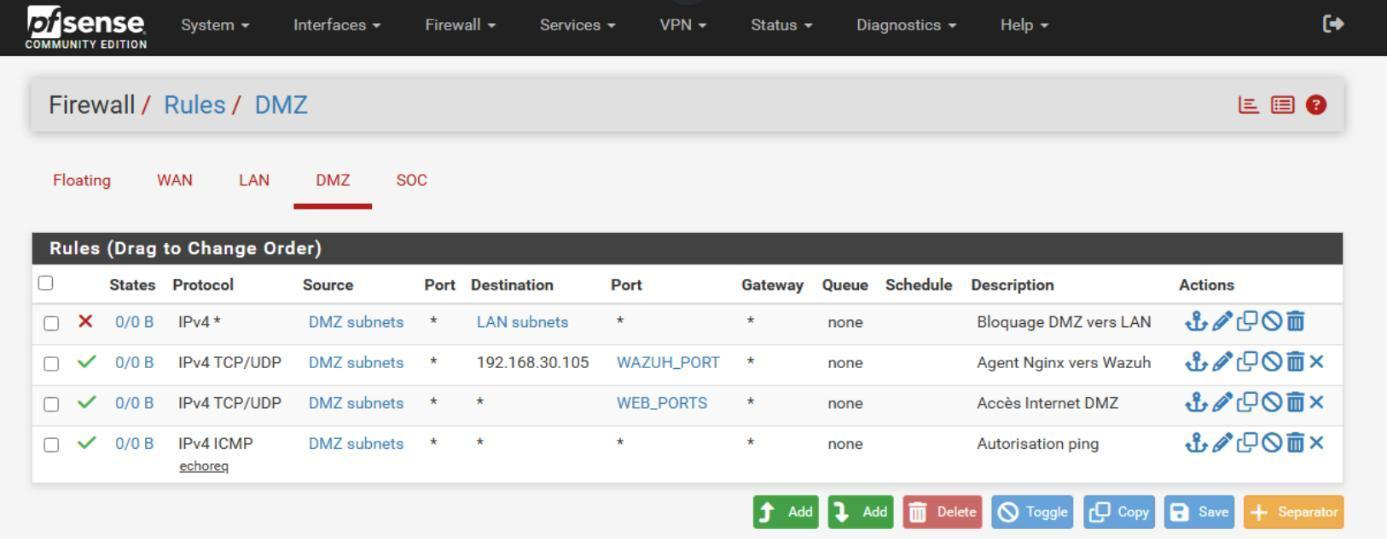 pfsense COMMUNITY EDITION System Interfaces Firewall Services VPN Status Diagnostics Help
Firewall / Rules / DMZ ?
Floating WAN LAN DMZ SOC
Rules (Drag to Change Order)
States Protocol Source Port Destination Port Gateway Queue Schedule Description Actions
0/0 B IPv4 * DMZ subnets * LAN subnets * * none Bloquage DMZ vers LAN
0/0 B IPv4 TCP/UDP DMZ subnets * 192.168.30.105 WAZUH_PORT * none Agent Nginx vers Wazuh
0/0 B IPv4 TCP/UDP DMZ subnets * * WEB_PORTS * none Accès Internet DMZ
0/0 B IPv4 ICMP DMZ subnets * * * * none Autorisation ping
echoreq
Add Add Delete Toggle Copy Save Separator